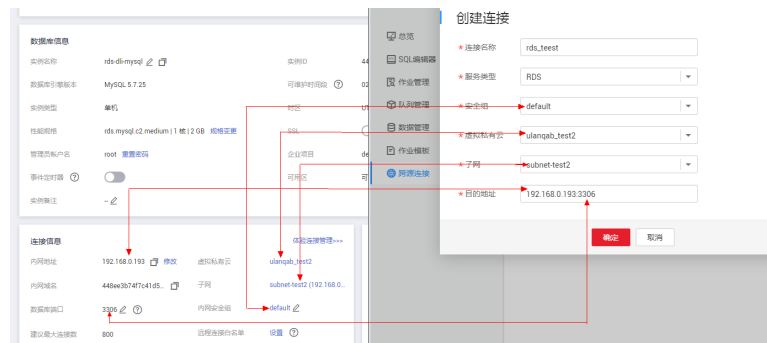 数据库信息
实例名称 rds-dli-mysql 实例ID 44
数据库引擎版本 MySQL 5.7.25 可维护时间段 02
实例类型 单机 时区 UT
性能规格 rds.mysql.c2.medium | 1 核 | 2 GB 规格变更 SSL
管理员帐户名 root 重置密码 企业项目 de
事件定时器 可用区 可
实例备注 --
连接信息 体验连接管理>>>
内网地址 192.168.0.193 修改 虚拟私有云 ulanqab_test2
内网域名 448ee3b74f7c41d5... 子网 subnet-test2 (192.168.0...
数据库端口 3306 内网安全组 default
建议最大连接数 800 远程连接白名单 设置
总览
SQL编辑器
作业管理
队列管理
数据管理
作业模板
跨源连接
创建连接
* 连接名称 rds_teest
* 服务类型 RDS
* 安全组 default
* 虚拟私有云 ulanqab_test2
* 子网 subnet-test2
* 目的地址 192.168.0.193:3306
确定 取消